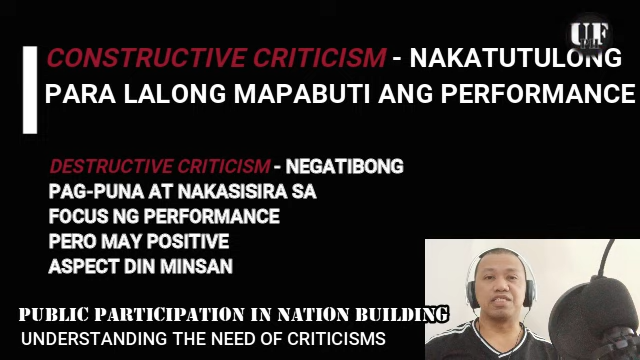 CONSTRUCTIVE CRITICISM - NAKATUTULONG
PARA LALONG MAPABUTI ANG PERFORMANCE
DESTRUCTIVE CRITICISM - NEGATIBONG
PAG-PUNA AT NAKASISIRA SA
FOCUS NG PERFORMANCE
PERO MAY POSITIVE
ASPECT DIN MINSAN
PUBLIC PARTICIPATION IN NATION BUILDING
UNDERSTANDING THE NEED OF CRITICISMS